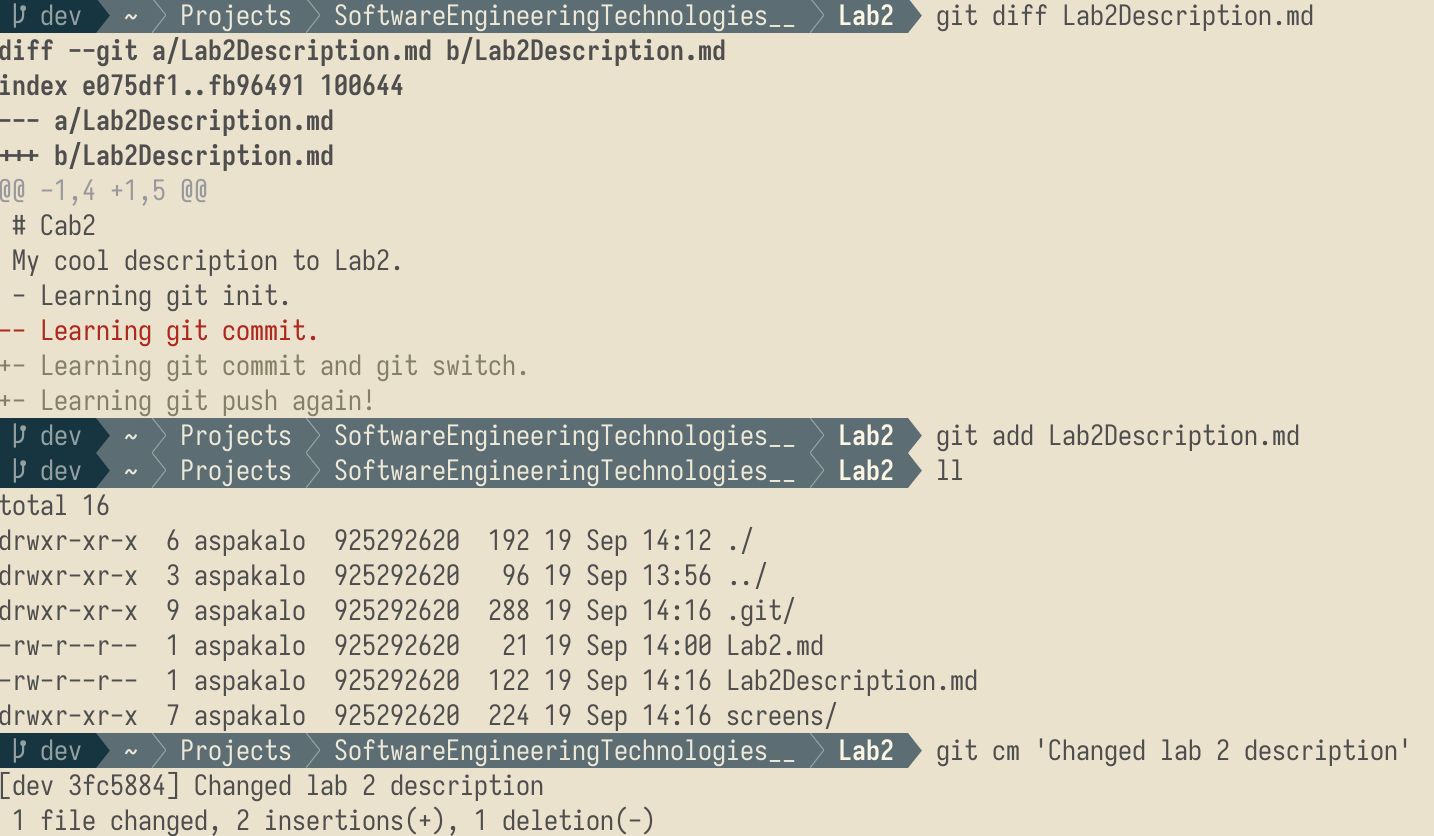 dev ~ Projects SoftwareEngineeringTechnologies__ Lab2 git diff Lab2Description.md
diff --git a/Lab2Description.md b/Lab2Description.md
index e075df1..fb96491 100644
--- a/Lab2Description.md
+++ b/Lab2Description.md
@@ -1,4 +1,5 @@
 # Cab2
 My cool description to Lab2.
 - Learning git init.
-- Learning git commit.
+- Learning git commit and git switch.
+- Learning git push again!
dev ~ Projects SoftwareEngineeringTechnologies__ Lab2 git add Lab2Description.md
dev ~ Projects SoftwareEngineeringTechnologies__ Lab2 ll
total 16
drwxr-xr-x  6 aspakalo  925292620  192 19 Sep 14:12 ./
drwxr-xr-x  3 aspakalo  925292620   96 19 Sep 13:56 ../
drwxr-xr-x  9 aspakalo  925292620  288 19 Sep 14:16 .git/
-rw-r--r--  1 aspakalo  925292620   21 19 Sep 14:00 Lab2.md
-rw-r--r--  1 aspakalo  925292620  122 19 Sep 14:16 Lab2Description.md
drwxr-xr-x  7 aspakalo  925292620  224 19 Sep 14:16 screens/
dev ~ Projects SoftwareEngineeringTechnologies__ Lab2 git cm 'Changed lab 2 description'
[dev 3fc5884] Changed lab 2 description
 1 file changed, 2 insertions(+), 1 deletion(-)